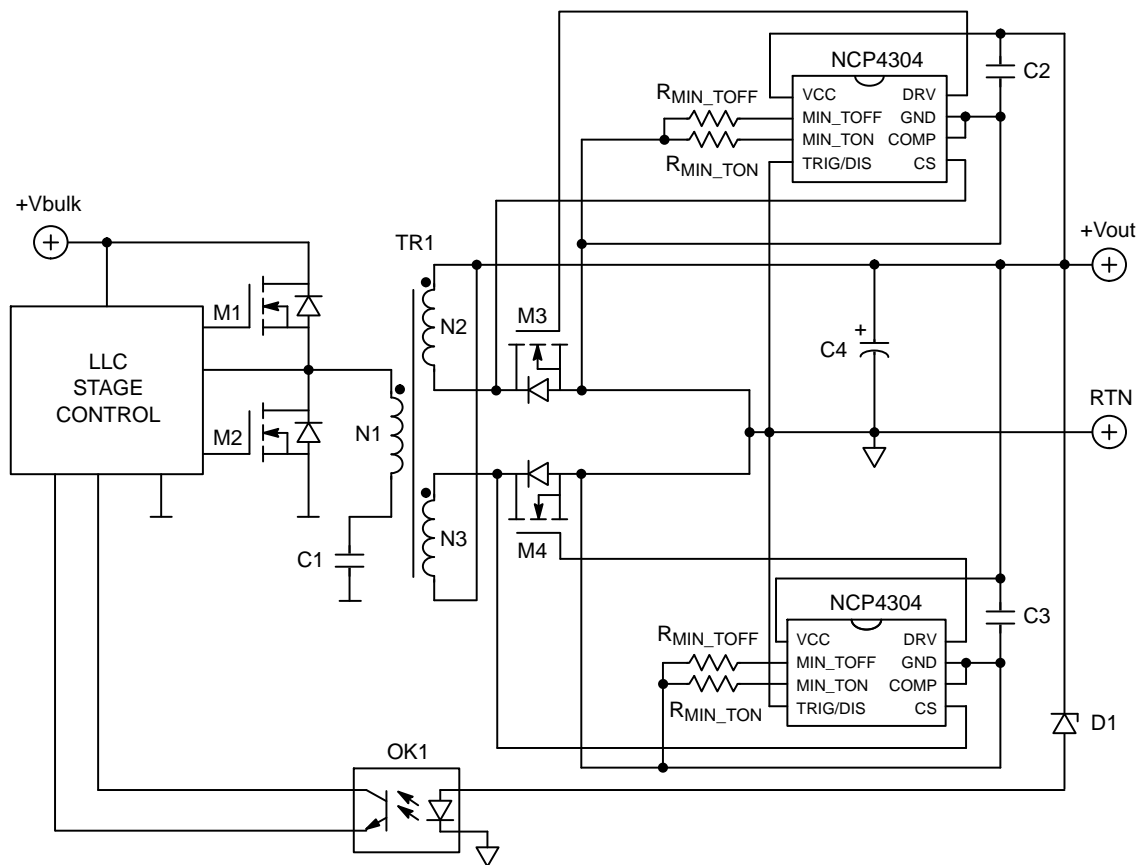 NCP4304
C2
RMIN_TOFF
VCC
DRV
MIN_TOFF
GND
MIN_TON
COMP
RMIN_TON
TRIG/DIS
CS
+Vbulk
TR1
+Vout
M1
N2
M3
LLC
STAGE
CONTROL
+
C4
M2
N1
RTN
N3
M4
C1
NCP4304
C3
RMIN_TOFF
VCC
DRV
MIN_TOFF
GND
MIN_TON
COMP
RMIN_TON
TRIG/DIS
CS
D1
OK1